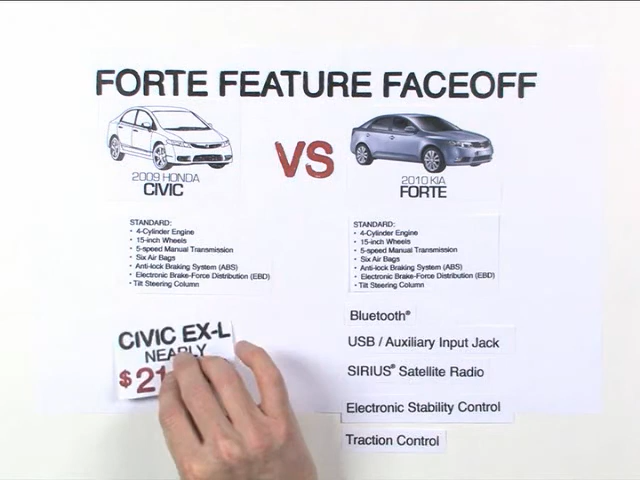 FORTE FEATURE FACEOFF
VS
2009 HONDA
CIVIC
2010 KIA
FORTE
STANDARD:
• 4-Cylinder Engine
• 15-inch Wheels
• 5-speed Manual Transmission
• Six Air Bags
• Anti-lock Braking System (ABS)
• Electronic Brake-Force Distribution (EBD)
• Tilt Steering Column
STANDARD:
• 4-Cylinder Engine
• 15-inch Wheels
• 5-speed Manual Transmission
• Six Air Bags
• Anti-lock Braking System (ABS)
• Electronic Brake-Force Distribution (EBD)
• Tilt Steering Column
CIVIC EX-L
NEARLY
Bluetooth®
USB / Auxiliary Input Jack
SIRIUS® Satellite Radio
Electronic Stability Control
Traction Control